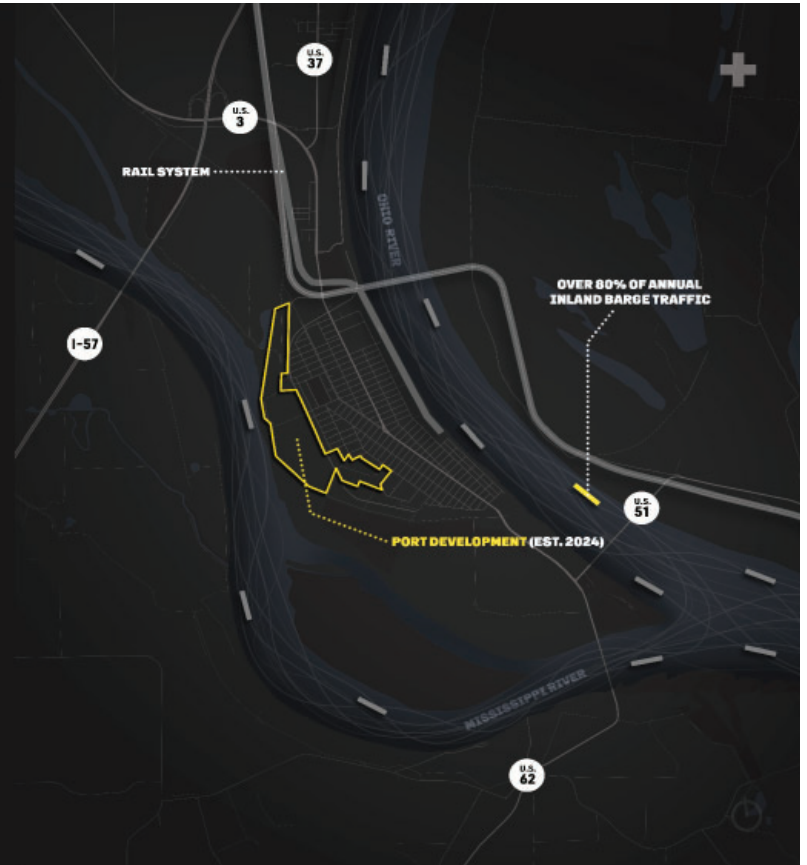 U.S.
37
U.S.
3
RAIL SYSTEM
OHIO RIVER
OVER 80% OF ANNUAL
INLAND BARGE TRAFFIC
I-57
U.S.
51
PORT DEVELOPMENT (EST. 2024)
MISSISSIPPI RIVER
U.S.
62